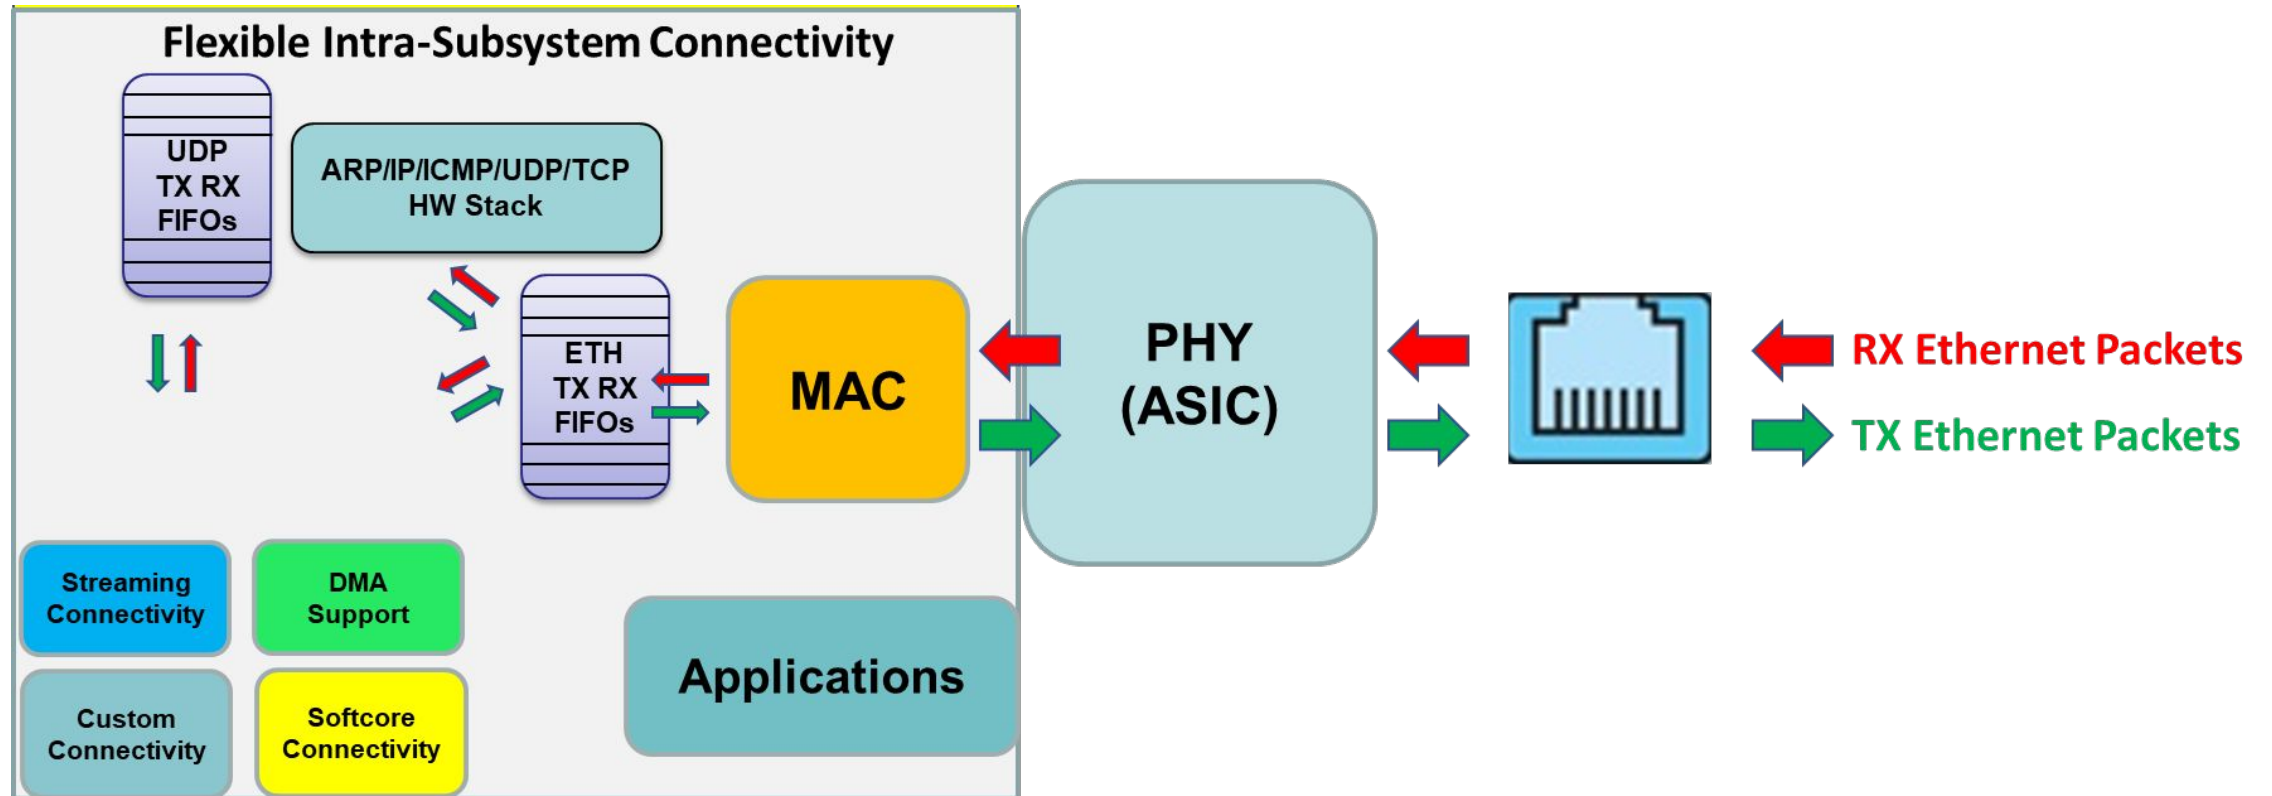 Flexible Intra-Subsystem Connectivity
UDP
TX RX
FIFOs
ARP/IP/ICMP/UDP/TCP
HW Stack
ETH
TX RX
FIFOs
MAC
PHY
(ASIC)
RX Ethernet Packets
TX Ethernet Packets
Streaming
Connectivity
DMA
Support
Custom
Connectivity
Softcore
Connectivity
Applications